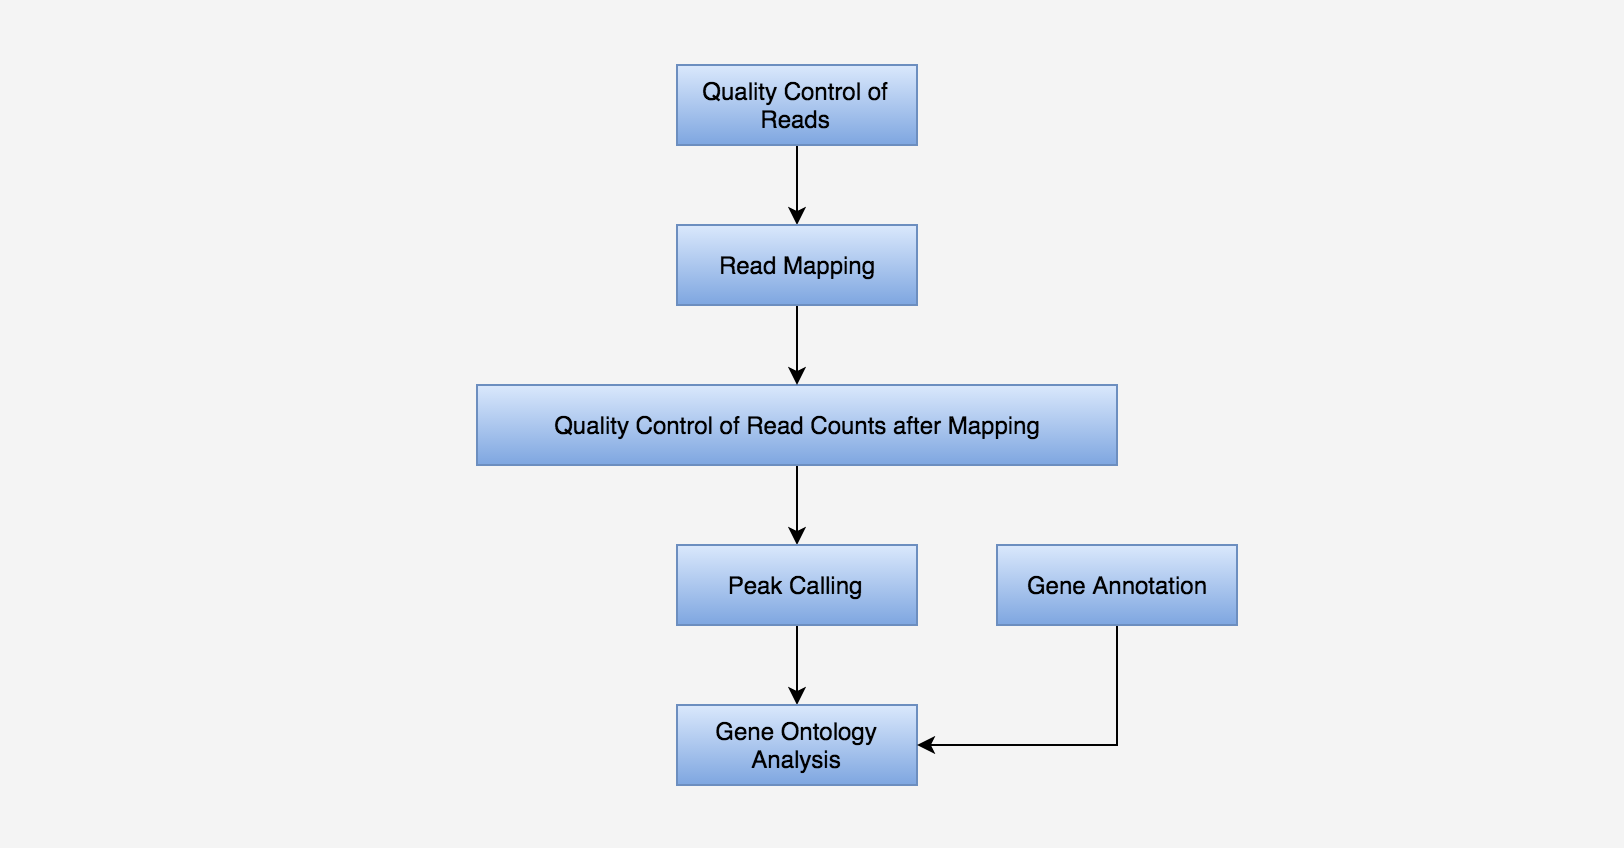 Quality Control of
Reads
Read Mapping
Quality Control of Read Counts after Mapping
Peak Calling
Gene Annotation
Gene Ontology
Analysis